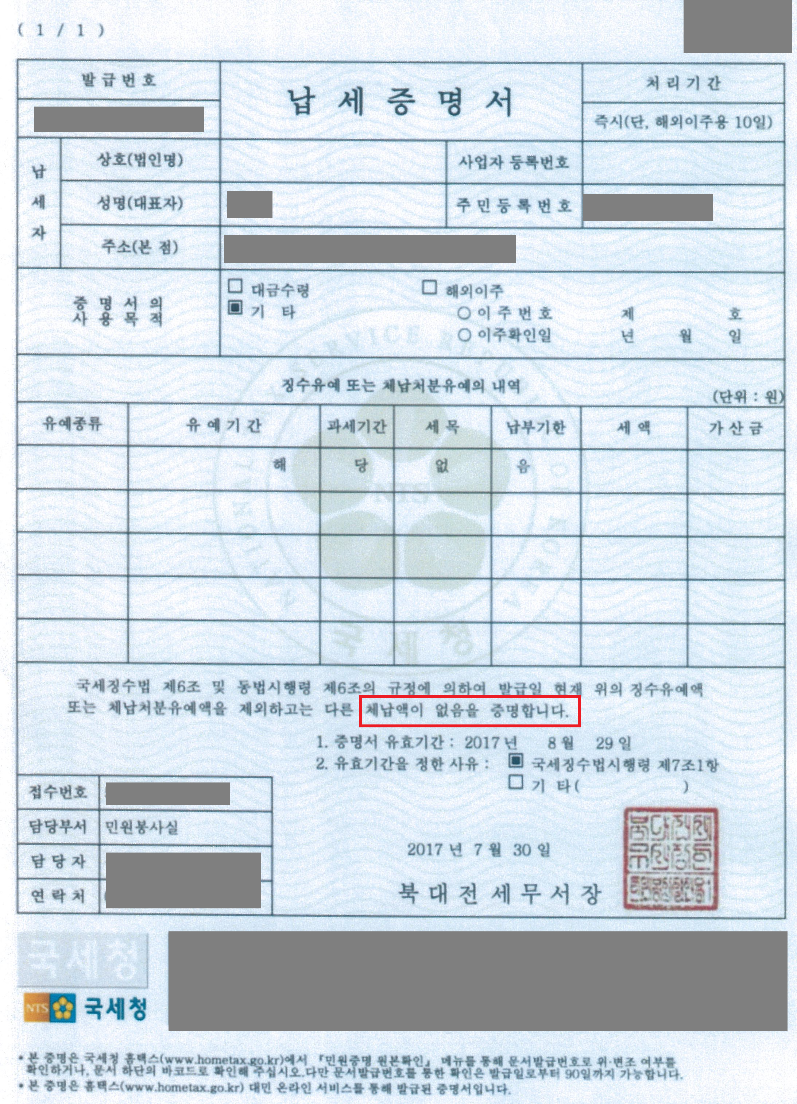 ( 1 / 1 )
발급번호
납세증명서
처리기간
즉시(단, 해외이주용 10일)
납세자
상호(법인명)
사업자 등록번호
성명(대표자)
주민등록번호
주소(본 점)
증명서의
사용목적
대금수령
해외이주
기 타
이주번호 제 호
이주확인일 년 월 일
징수유예 또는 체납처분유예의 내역
(단위 : 원)
유예종류 유예기간 과세기간 세목 납부기한 세액 가산금
해 당 없 음
NATIONAL TAX SERVICE REPUBLIC OF KOREA
NTS
국세청
국세징수법 제6조 및 동법시행령 제6조의 규정에 의하여 발급일 현재 위의 징수유예액
또는 체납처분유예액을 제외하고는 다른 체납액이 없음을 증명합니다.
1. 증명서 유효기간 : 2017 년 8 월 29 일
2. 유효기간을 정한 사유 : 국세징수법시행령 제7조1항
기 타( )
접수번호
담당부서 민원봉사실
담당자
연락처
2017 년 7 월 30 일
북대전세무서장
국세청
NTS 국세청
* 본 증명은 국세청 홈택스(www.hometax.go.kr)에서 『민원증명 원본확인』 메뉴를 통해 문서발급번호로 위·변조 여부를
확인하거나, 문서 하단의 바코드로 확인해 주십시오.다만 문서발급번호를 통한 확인은 발급일로부터 90일까지 가능합니다.
* 본 증명은 홈택스(www.hometax.go.kr) 대민 온라인 서비스를 통해 발급된 증명서입니다.